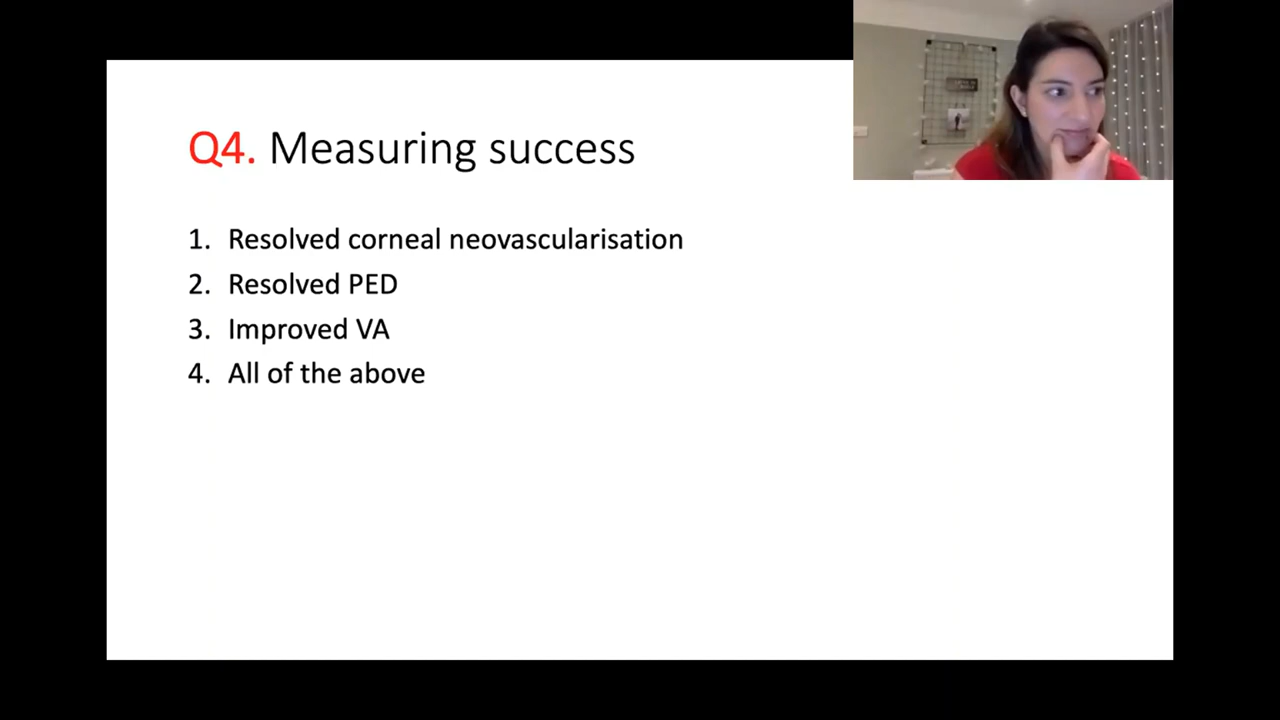 Q4. Measuring success
1. Resolved corneal neovascularisation
2. Resolved PED
3. Improved VA
4. All of the above